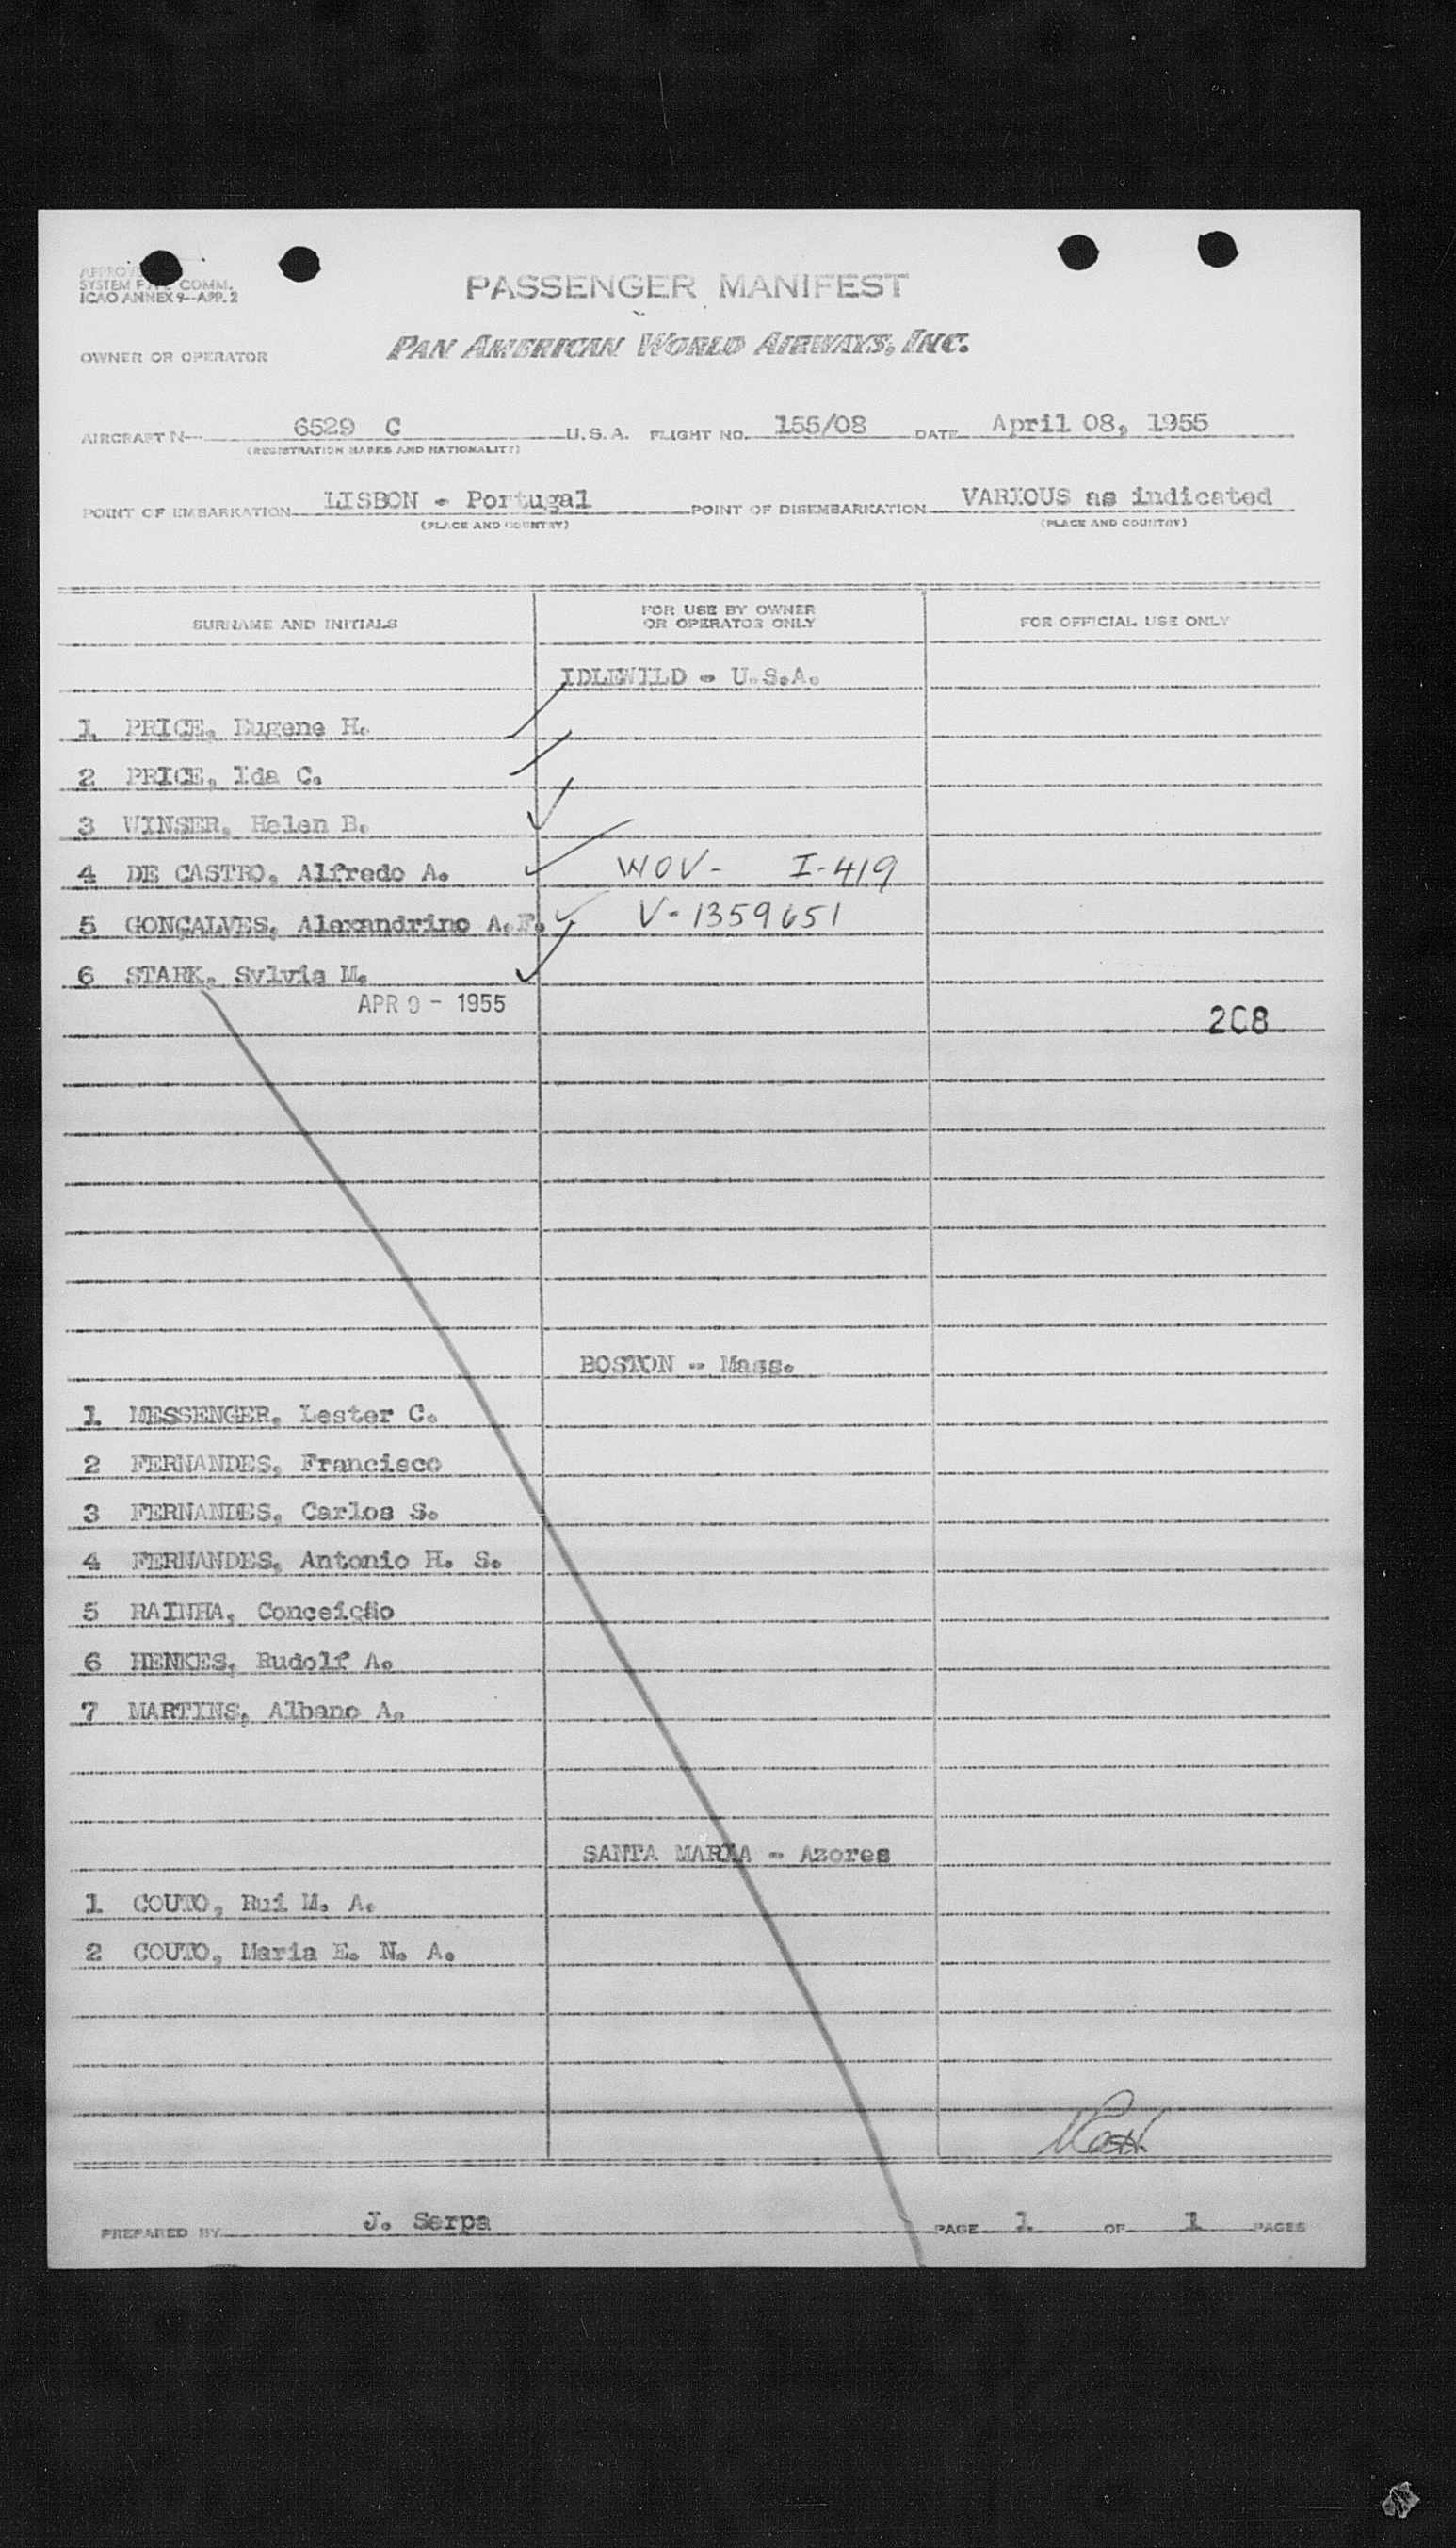 APPROVED
SYSTEM COMM.
ICAO ANNEX 9-APP. 2
PASSENGER MANIFEST
OWNER OR OPERATOR
PAN AMERICAN WORLD AIRWAYS, INC.
AIRCRAFT N- 6529 C U.S.A. FLIGHT NO. 155/08 DATE April 08, 1955
(REGISTRATION MARKS AND NATIONALITY)
POINT OF EMBARKATION LISBON - Portugal POINT OF DISEMBARKATION VARIOUS as indicated
(PLACE AND COUNTRY) (PLACE AND COUNTRY)
SURNAME AND INITIALS FOR USE BY OWNER OR OPERATOR ONLY FOR OFFICIAL USE ONLY
IDLEWILD - U.S.A.
1 PRICE, Eugene H.
2 PRICE, Ida C.
3 WINSER, Helen B.
4 DE CASTRO, Alfredo A. WOV- I-419
5 GONÇALVES, Alexandrino A.F. V-1359651
6 STARK, Sylvia M.
APR 9 - 1955
208
BOSTON - Mass.
1 MESSENGER, Lester C.
2 FERNANDES, Francisco
3 FERNANDES, Carlos S.
4 FERNANDES, Antonio H. S.
5 RAINHA, Conceição
6 HENKES, Rudolf A.
7 MARTINS, Albano A.
SANTA MARIA - Azores
1 COUTO, Rui M. A.
2 COUTO, Maria E. N. A.
PREPARED BY J. Serpa PAGE 1 OF 1 PAGES